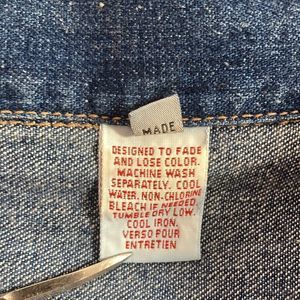 MADE
DESIGNED TO FADE
AND LOSE COLOR.
MACHINE WASH
SEPARATELY. COOL
WATER. NON-CHLORINE
BLEACH IF NEEDED.
TUMBLE DRY LOW.
COOL IRON.
VERSO POUR
ENTRETIEN